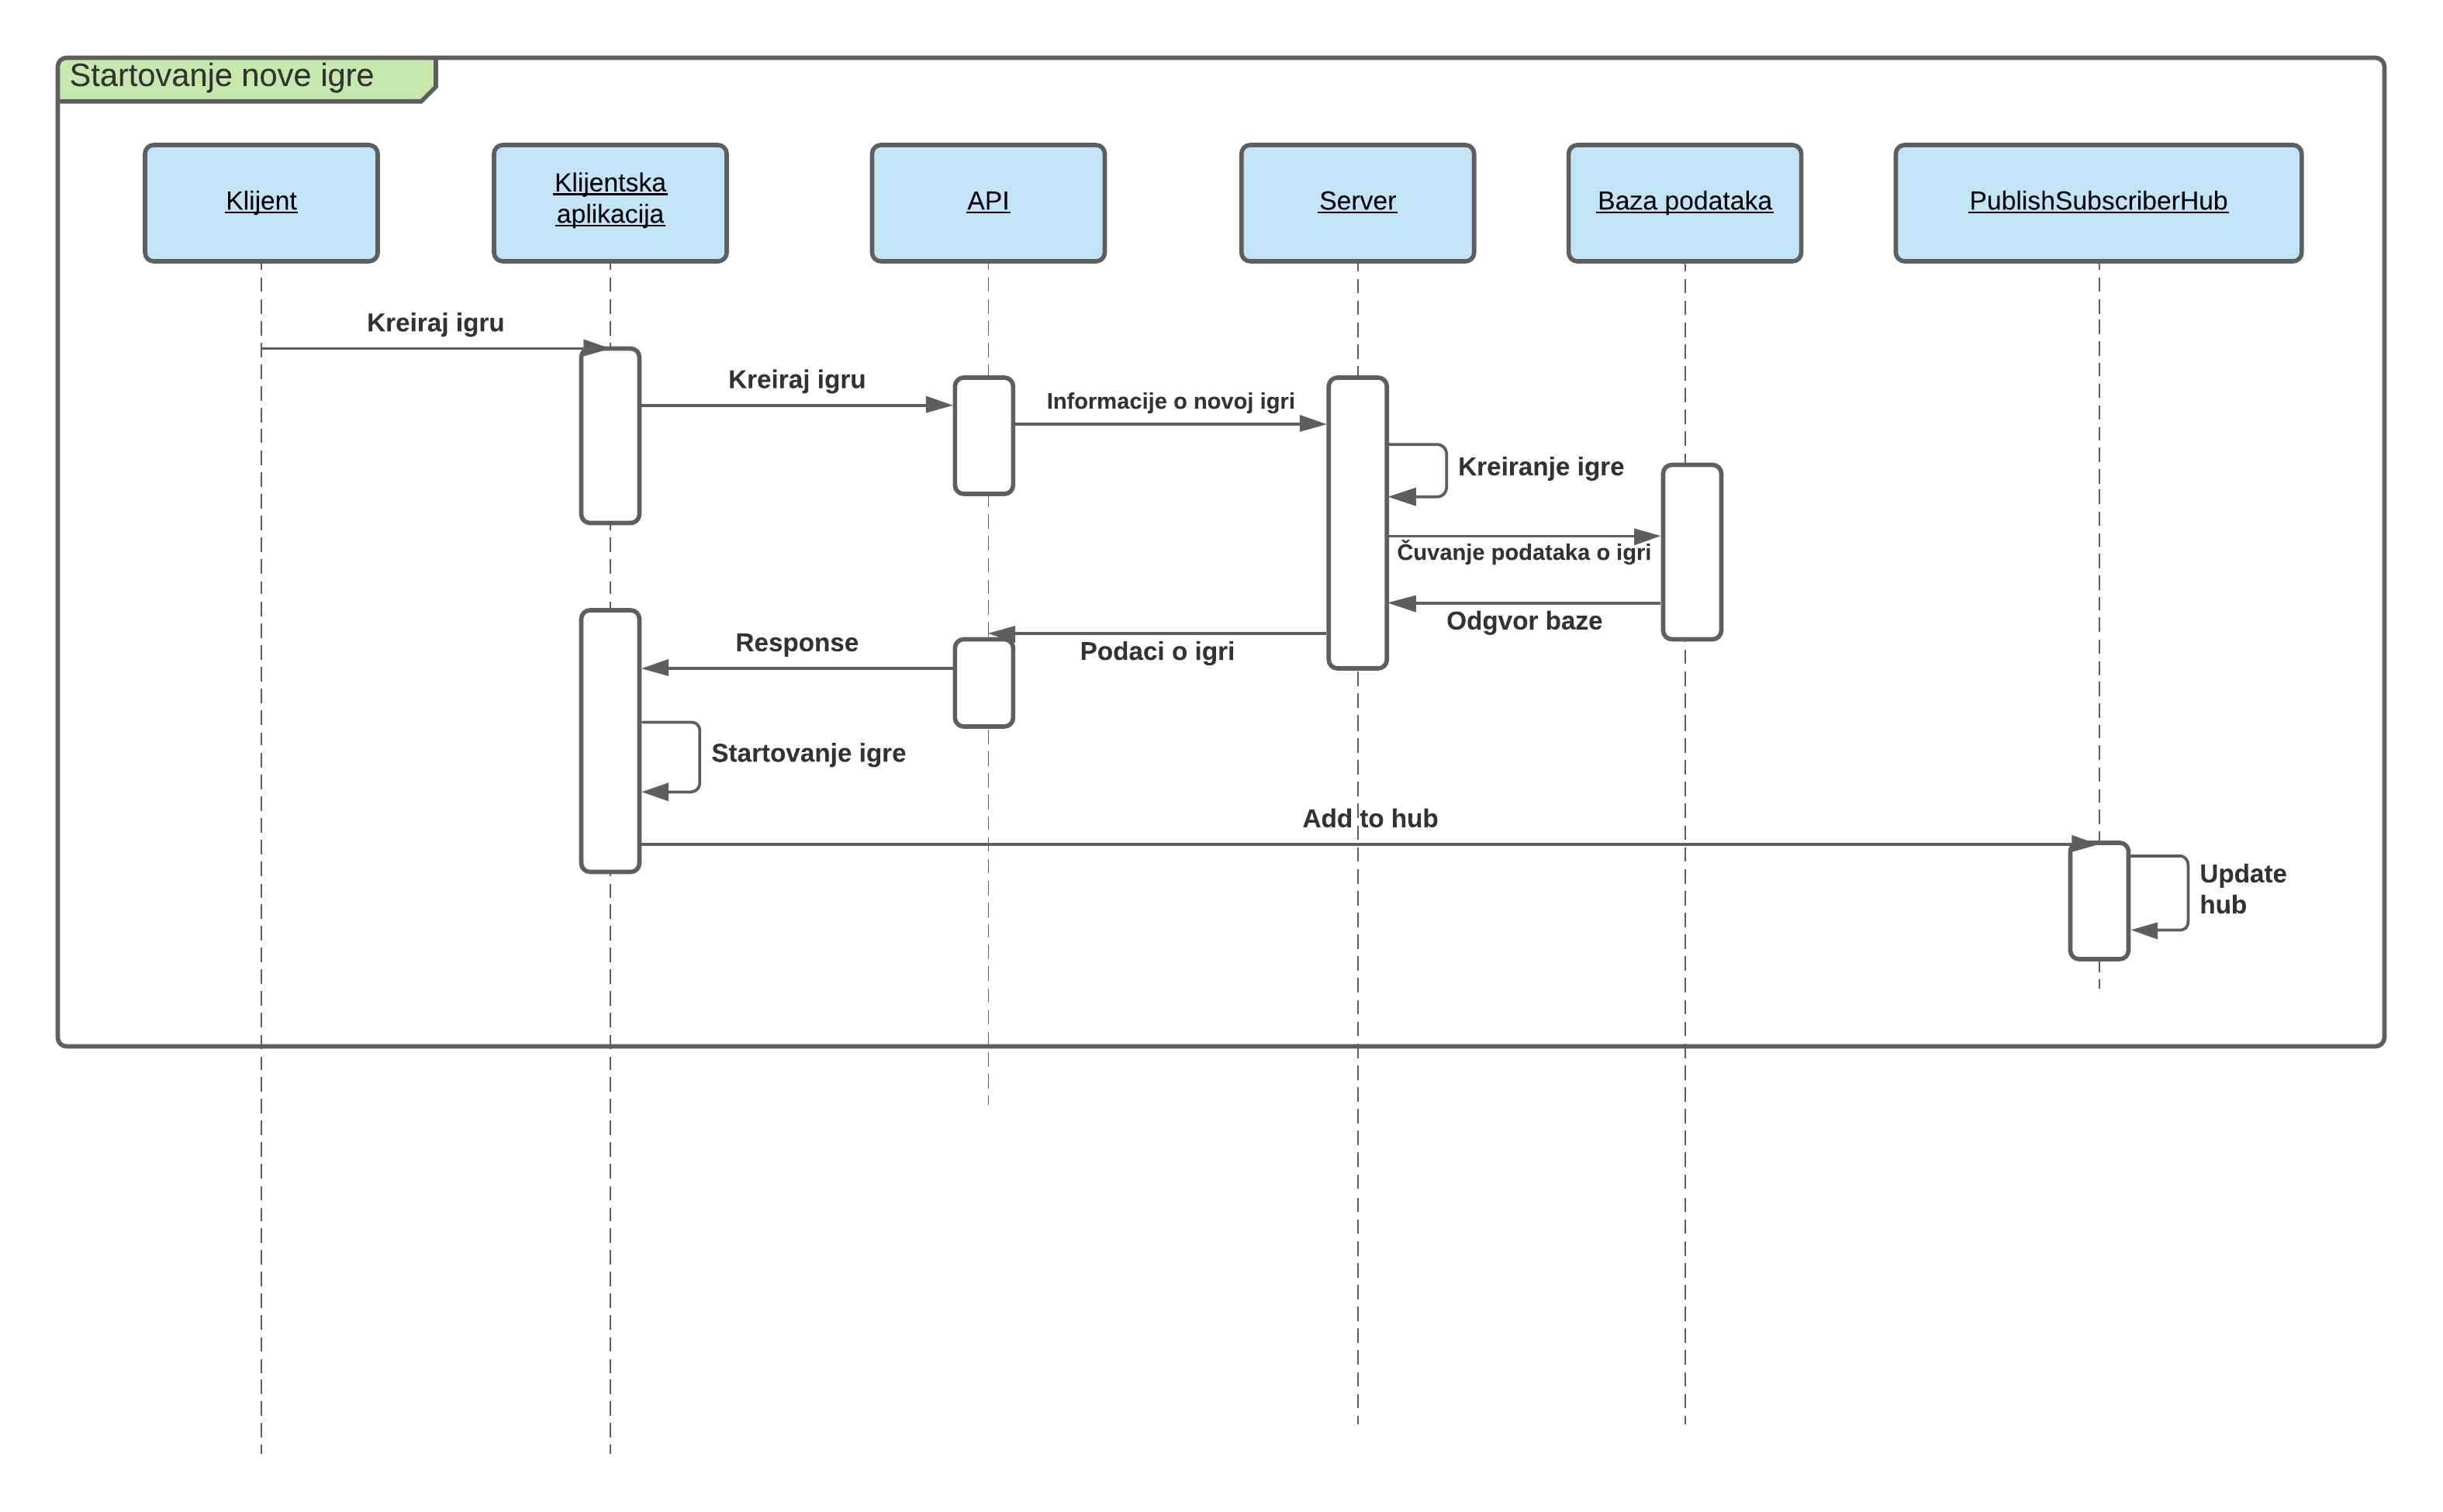 Startovanje nove igre
Klijent
Klijentska
aplikacija
API
Server
Baza podataka
PublishSubscriberHub
Kreiraj igru
Kreiraj igru
Informacije o novoj igri
Kreiranje igre
Čuvanje podataka o igri
Odgvor baze
Podaci o igri
Response
Startovanje igre
Add to hub
Update
hub